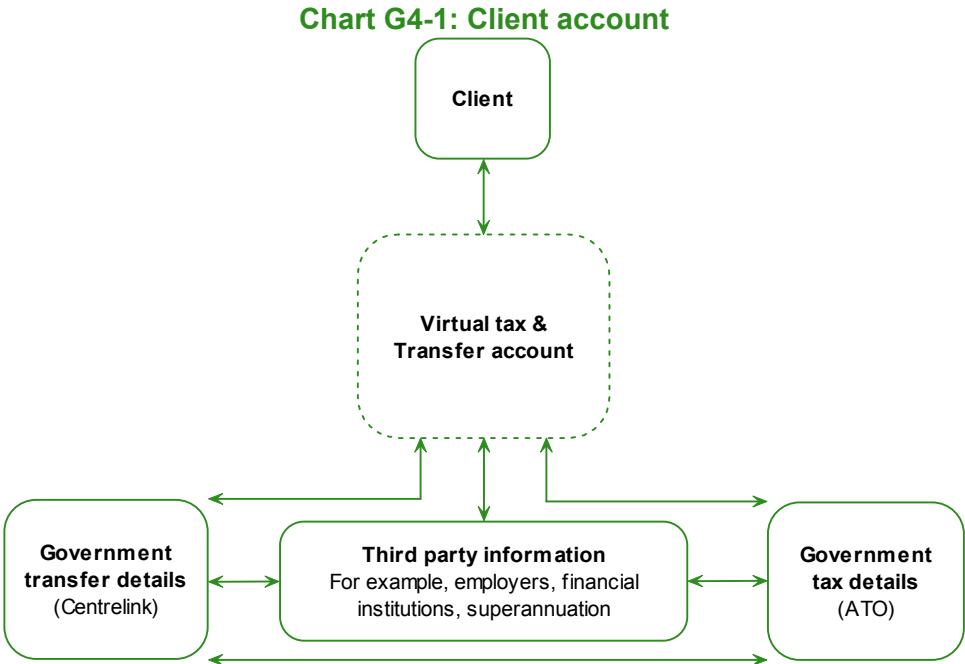 Chart G4-1: Client account
Client
Virtual tax &
Transfer account
Government
transfer details
(Centrelink)
Third party information
For example, employers, financial
institutions, superannuation
Government
tax details
(ATO)